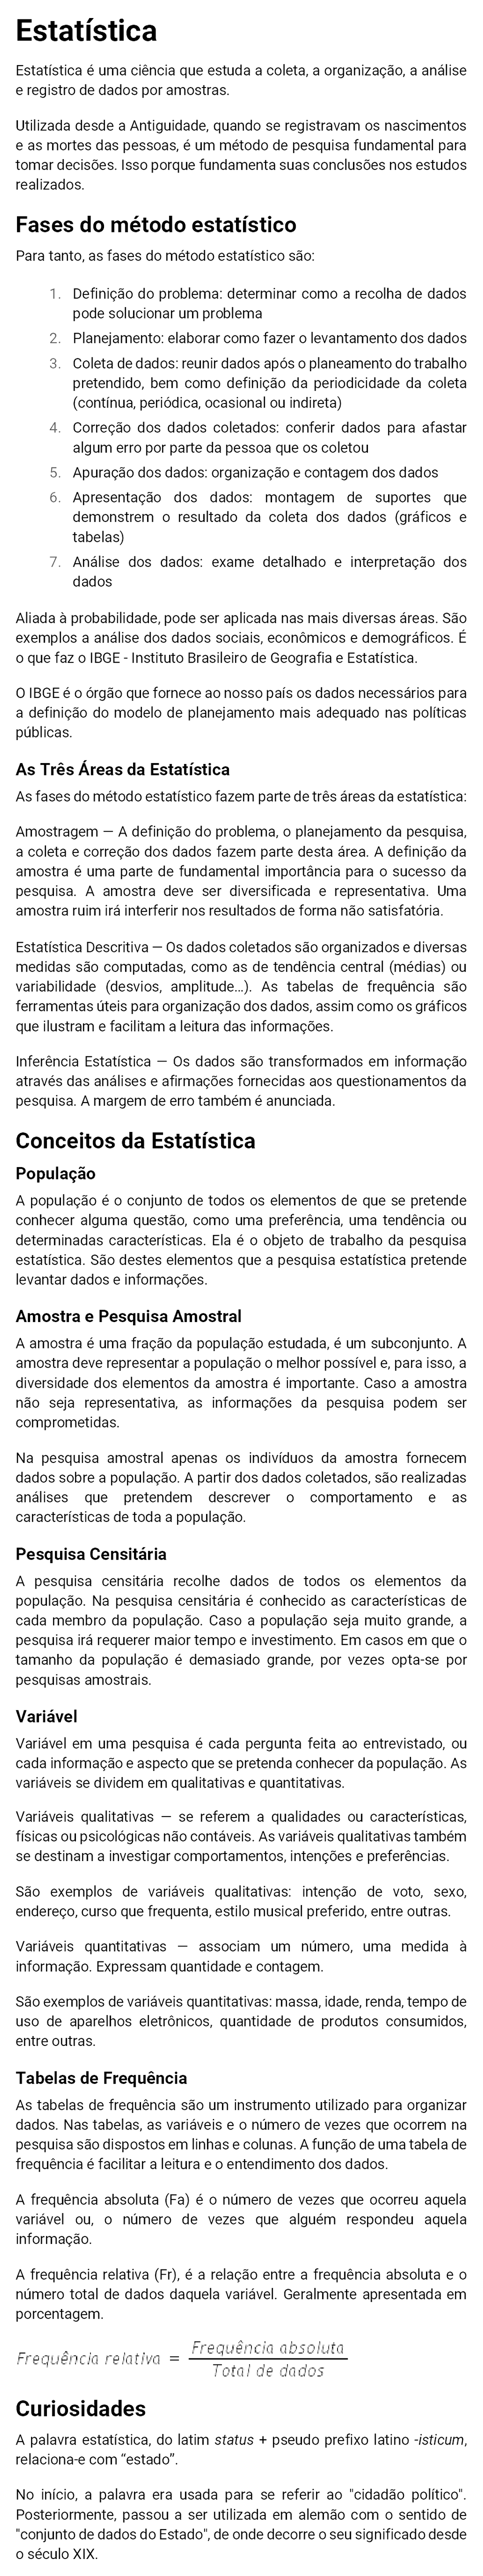 Estatística
Estatística é uma ciência que estuda a coleta, a organização, a análise
e registro de dados por amostras.
Utilizada desde a Antiguidade, quando se registravam os nascimentos
e as mortes das pessoas, é um método de pesquisa fundamental para
tomar decisões. Isso porque fundamenta suas conclusões nos estudos
realizados.
Fases do método estatístico
Para tanto, as fases do método estatístico são:
1. Definição do problema: determinar como a recolha de dados
pode solucionar um problema
2. Planejamento: elaborar como fazer o levantamento dos dados
3. Coleta de dados: reunir dados após o planeamento do trabalho
pretendido, bem como definição da periodicidade da coleta
(contínua, periódica, ocasional ou indireta)
4. Correção dos dados coletados: conferir dados para afastar
algum erro por parte da pessoa que os coletou
5. Apuração dos dados: organização e contagem dos dados
6. Apresentação dos dados: montagem de suportes que
demonstrem o resultado da coleta dos dados (gráficos e
tabelas)
7. Análise dos dados: exame detalhado e interpretação dos
dados
Aliada à probabilidade, pode ser aplicada nas mais diversas áreas. São
exemplos a análise dos dados sociais, econômicos e demográficos. É
o que faz o IBGE - Instituto Brasileiro de Geografia e Estatística.
O IBGE é o órgão que fornece ao nosso país os dados necessários para
a definição do modelo de planejamento mais adequado nas políticas
públicas.
As Três Áreas da Estatística
As fases do método estatístico fazem parte de três áreas da estatística:
Amostragem — A definição do problema, o planejamento da pesquisa,
a coleta e correção dos dados fazem parte desta área. A definição da
amostra é uma parte de fundamental importância para o sucesso da
pesquisa. A amostra deve ser diversificada e representativa. Uma
amostra ruim irá interferir nos resultados de forma não satisfatória.
Estatística Descritiva — Os dados coletados são organizados e diversas
medidas são computadas, como as de tendência central (médias) ou
variabilidade (desvios, amplitude...). As tabelas de frequência são
ferramentas úteis para organização dos dados, assim como os gráficos
que ilustram e facilitam a leitura das informações.
Inferência Estatística — Os dados são transformados em informação
através das análises e afirmações fornecidas aos questionamentos da
pesquisa. A margem de erro também é anunciada.
Conceitos da Estatística
População
A população é o conjunto de todos os elementos de que se pretende
conhecer alguma questão, como uma preferência, uma tendência ou
determinadas características. Ela é o objeto de trabalho da pesquisa
estatística. São destes elementos que a pesquisa estatística pretende
levantar dados e informações.
Amostra e Pesquisa Amostral
A amostra é uma fração da população estudada, é um subconjunto. A
amostra deve representar a população o melhor possível e, para isso, a
diversidade dos elementos da amostra é importante. Caso a amostra
não seja representativa, as informações da pesquisa podem ser
comprometidas.
Na pesquisa amostral apenas os indivíduos da amostra fornecem
dados sobre a população. A partir dos dados coletados, são realizadas
análises que pretendem descrever o comportamento e as
características de toda a população.
Pesquisa Censitária
A pesquisa censitária recolhe dados de todos os elementos da
população. Na pesquisa censitária é conhecido as características de
cada membro da população. Caso a população seja muito grande, a
pesquisa irá requerer maior tempo e investimento. Em casos em que o
tamanho da população é demasiado grande, por vezes opta-se por
pesquisas amostrais.
Variável
Variável em uma pesquisa é cada pergunta feita ao entrevistado, ou
cada informação e aspecto que se pretenda conhecer da população. As
variáveis se dividem em qualitativas e quantitativas.
Variáveis qualitativas — se referem a qualidades ou características,
físicas ou psicológicas não contáveis. As variáveis qualitativas também
se destinam a investigar comportamentos, intenções e preferências.
São exemplos de variáveis qualitativas: intenção de voto, sexo,
endereço, curso que frequenta, estilo musical preferido, entre outras.
Variáveis quantitativas — associam um número, uma medida à
informação. Expressam quantidade e contagem.
São exemplos de variáveis quantitativas: massa, idade, renda, tempo de
uso de aparelhos eletrônicos, quantidade de produtos consumidos,
entre outras.
Tabelas de Frequência
As tabelas de frequência são um instrumento utilizado para organizar
dados. Nas tabelas, as variáveis e o número de vezes que ocorrem na
pesquisa são dispostos em linhas e colunas. A função de uma tabela de
frequência é facilitar a leitura e o entendimento dos dados.
A frequência absoluta (Fa) é o número de vezes que ocorreu aquela
variável ou, o número de vezes que alguém respondeu aquela
informação.
A frequência relativa (Fr), é a relação entre a frequência absoluta e o
número total de dados daquela variável. Geralmente apresentada em
porcentagem.
Frequência relativa = Frequência absoluta
Total de dados
Curiosidades
A palavra estatística, do latim status + pseudo prefixo latino -isticum,
relaciona-e com “estado”.
No início, a palavra era usada para se referir ao "cidadão político".
Posteriormente, passou a ser utilizada em alemão com o sentido de
"conjunto de dados do Estado", de onde decorre o seu significado desde
o século XIX.